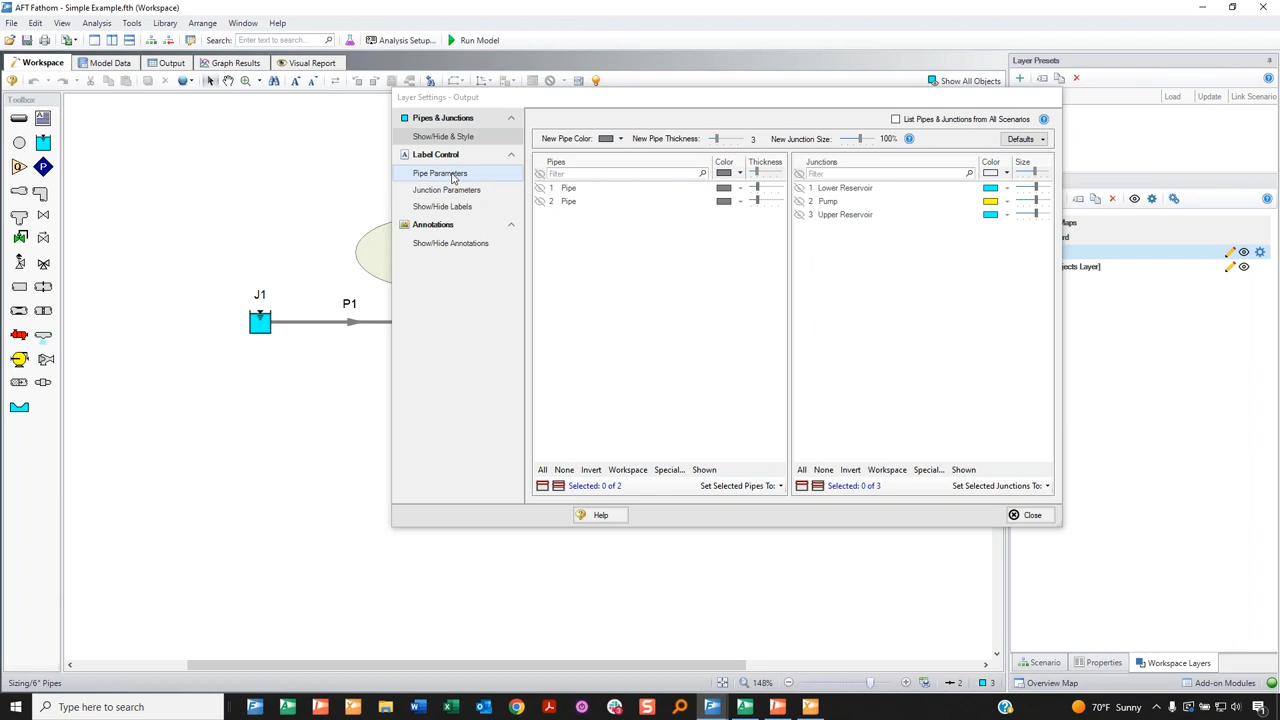 AFT Fathom - Simple Example.fth (Workspace)
File Edit View Analysis Tools Library Arrange Window Help
Search: Enter text to search... Analysis Setup... Run Model
Workspace Model Data Output Graph Results Visual Report
Show All Objects
Toolbox
J1
P1
Layer Settings - Output
Pipes & Junctions
Show/Hide & Style
Label Control
Pipe Parameters
Junction Parameters
Show/Hide Labels
Annotations
Show/Hide Annotations
List Pipes & Junctions from All Scenarios
New Pipe Color: New Pipe Thickness: 3 New Junction Size: 100% Defaults
Pipes Color Thickness
Filter
1 Pipe
2 Pipe
All None Invert Workspace Special... Shown
Selected: 0 of 2 Set Selected Pipes To:
Junctions Color Size
Filter
1 Lower Reservoir
2 Pump
3 Upper Reservoir
All None Invert Workspace Special... Shown
Selected: 0 of 3 Set Selected Junctions To:
Help
Close
Layer Presets
Load Update Link Scenario
Scenario Properties Workspace Layers
Sizing/6" Pipes 148% 2 3 Overview Map Add-on Modules
Type here to search
70°F Sunny